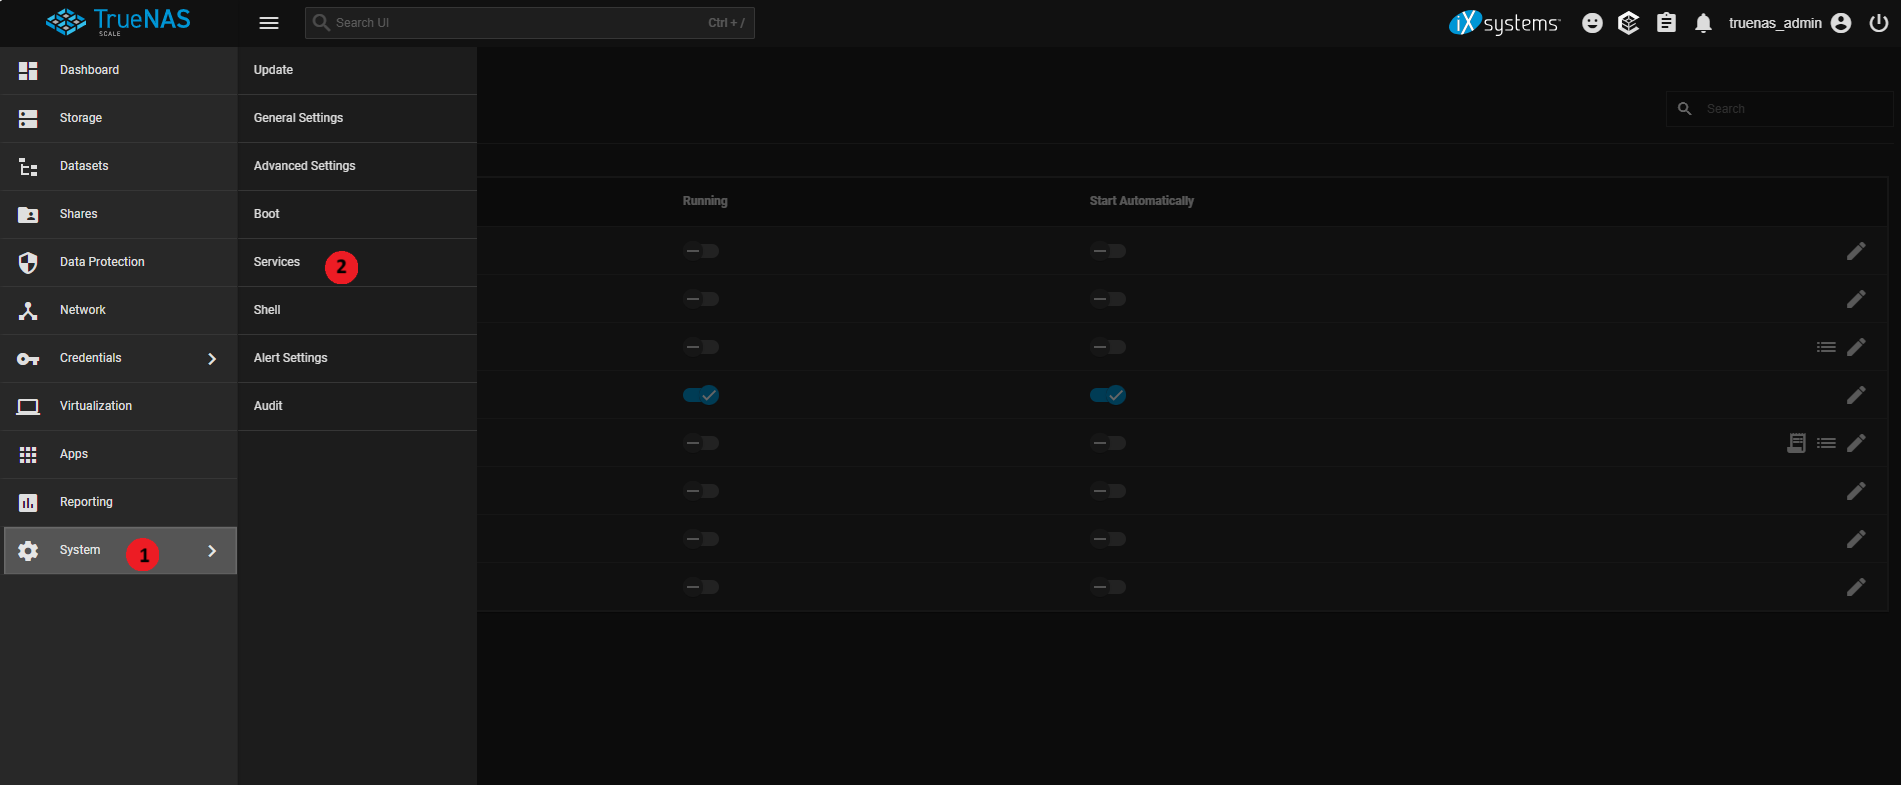 TrueNAS
SCALE
Search UI
Ctrl + /
iXsystems
truenas_admin
Dashboard
Storage
Datasets
Shares
Data Protection
Network
Credentials
Virtualization
Apps
Reporting
System
1
Update
General Settings
Advanced Settings
Boot
Services
2
Shell
Alert Settings
Audit
Search
Running
Start Automatically